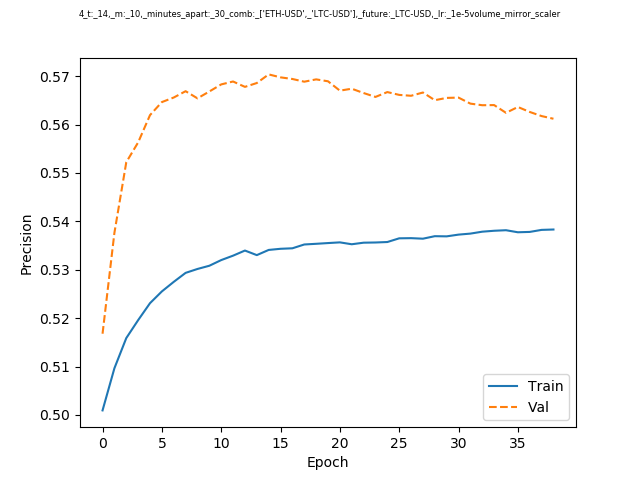 4_t:_14,_m:_10,_minutes_apart:_30_comb:_['ETH-USD',_'LTC-USD'],_future:_LTC-USD,_lr:_1e-5volume_mirror_scaler
0.57
0.56
0.55
0.54
0.53
0.52
0.51
0.50
Precision
Train
Val
0 5 10 15 20 25 30 35
Epoch